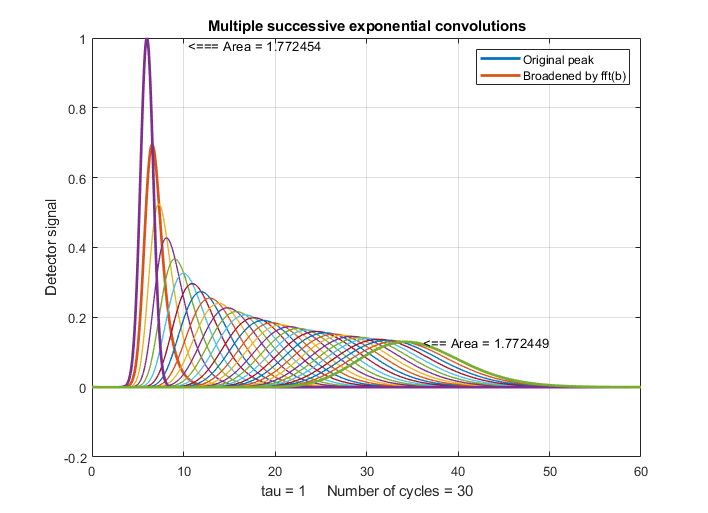 Multiple successive exponential convolutions
1
<=== Area = 1.772454
Original peak
Broadened by fft(b)
0.8
0.6
0.4
0.2
<== Area = 1.772449
0
-0.2
Detector signal
0 10 20 30 40 50 60
tau = 1 Number of cycles = 30